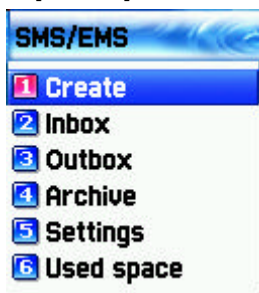 SMS/EMS
1 Create
2 Inbox
3 Outbox
4 Archive
5 Settings
6 Used space